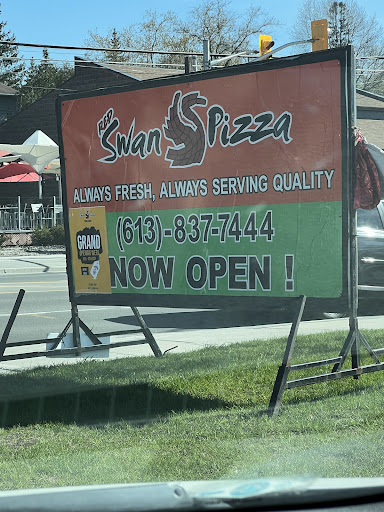 RED
Swan Pizza
ALWAYS FRESH, ALWAYS SERVING QUALITY
(613)-837-7444
GRAND
NOW OPEN !